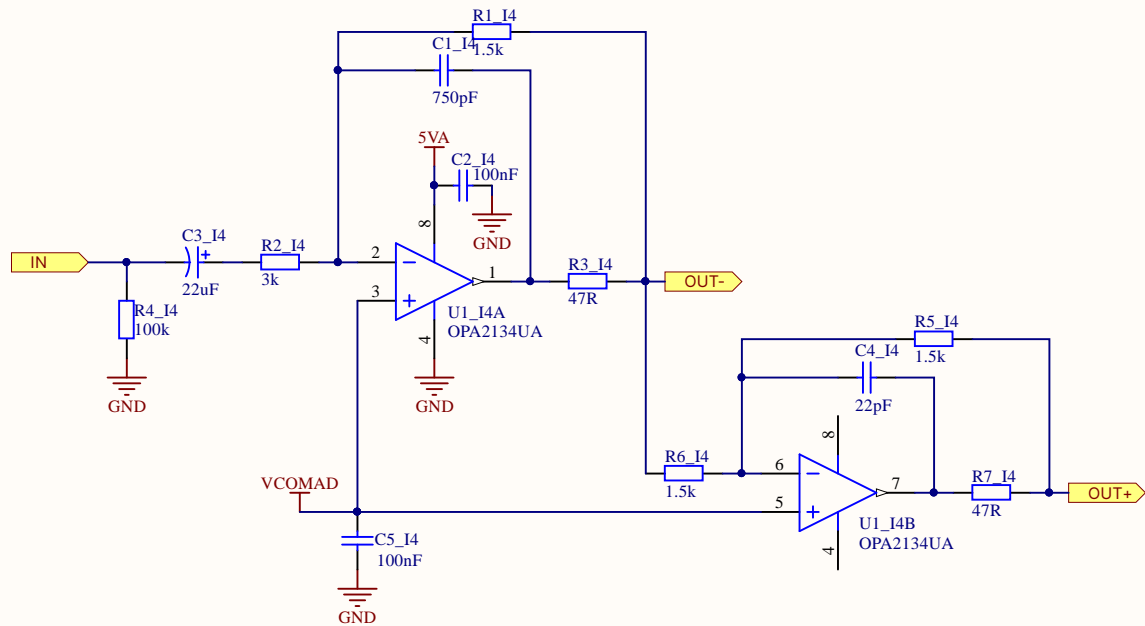 R1_I4
1.5k
C1_I4
750pF
5VA
C2_I4
100nF
GND
8
C3_I4
22uF
R2_I4
3k
IN
R4_I4
100k
GND
2
3
1
4
U1_I4A
OPA2134UA
GND
R3_I4
47R
OUT-
R5_I4
1.5k
C4_I4
22pF
8
R6_I4
1.5k
6
5
7
4
U1_I4B
OPA2134UA
R7_I4
47R
OUT+
VCOMAD
C5_I4
100nF
GND